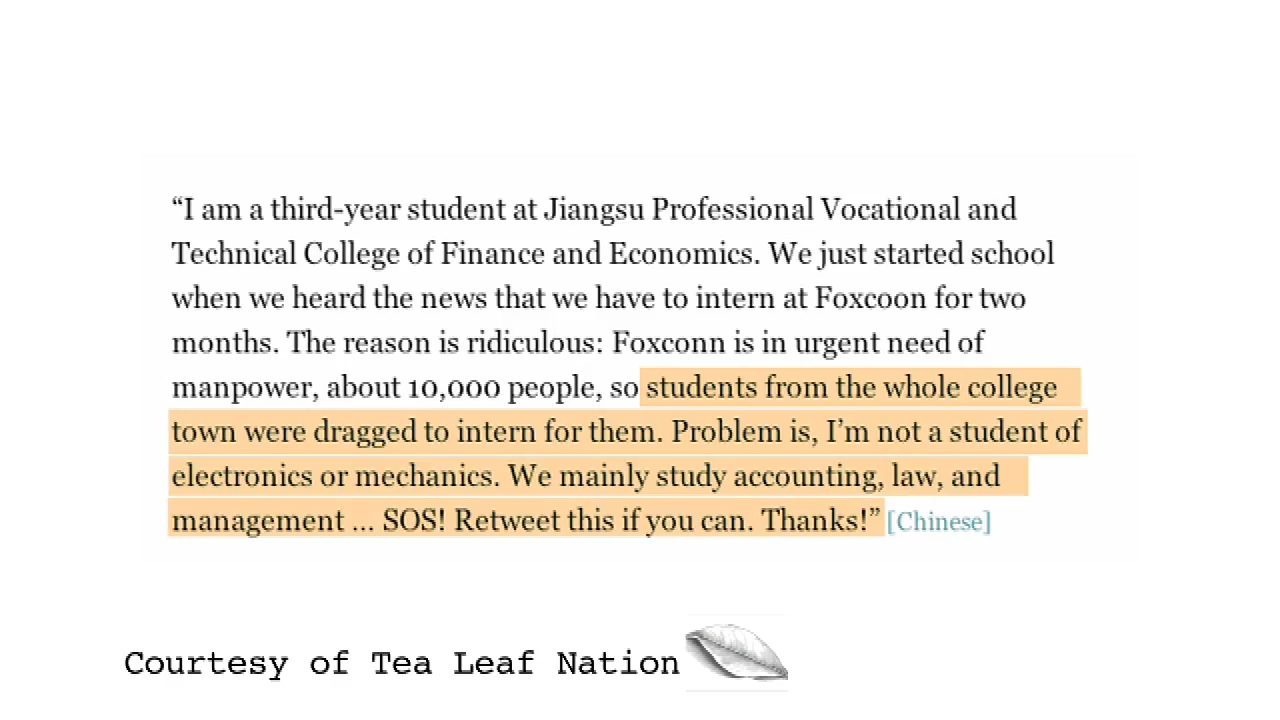 “I am a third-year student at Jiangsu Professional Vocational and
Technical College of Finance and Economics. We just started school
when we heard the news that we have to intern at Foxcoon for two
months. The reason is ridiculous: Foxconn is in urgent need of
manpower, about 10,000 people, so students from the whole college
town were dragged to intern for them. Problem is, I’m not a student of
electronics or mechanics. We mainly study accounting, law, and
management ... SOS! Retweet this if you can. Thanks!” [Chinese]
Courtesy of Tea Leaf Nation